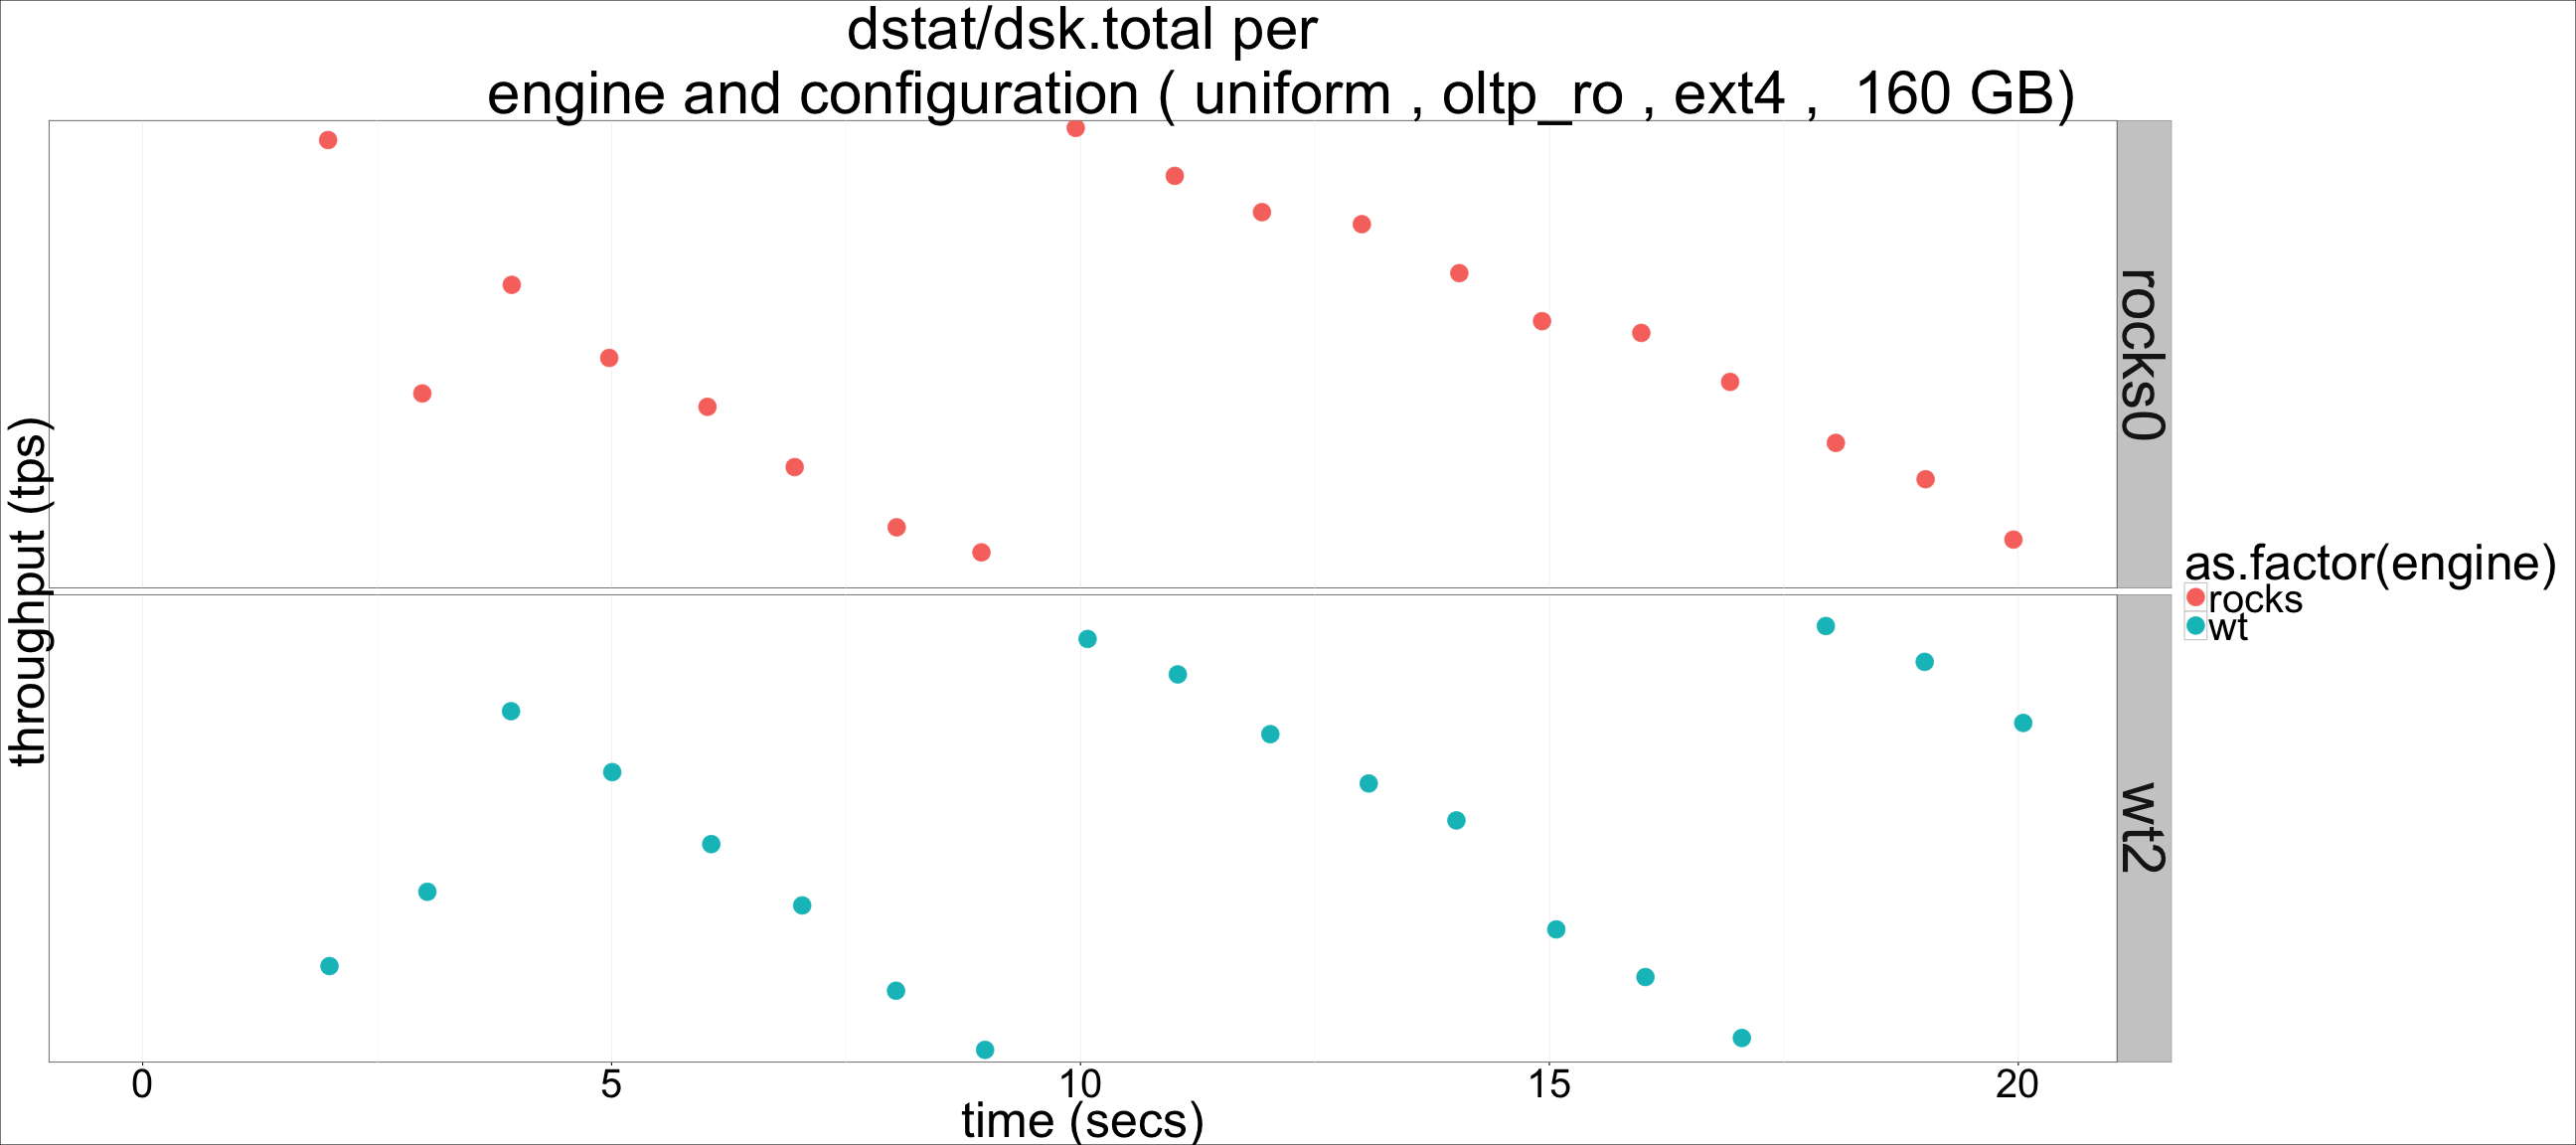 dstat/dsk.total per
engine and configuration ( uniform , oltp_ro , ext4 ,  160 GB)
throughput (tps)
rocks0
wt2
as.factor(engine)
rocks
wt
0 5 10 15 20
time (secs)